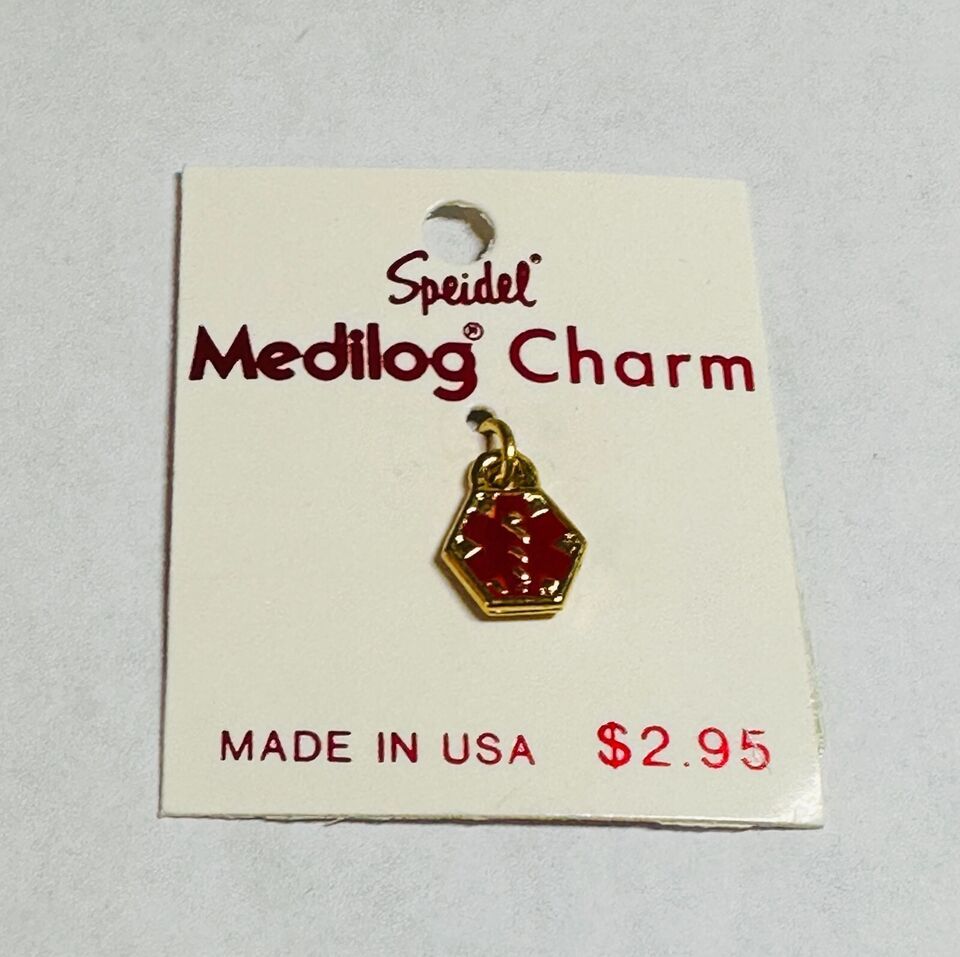 Speidel®
Medilog® Charm
MADE IN USA $2.95